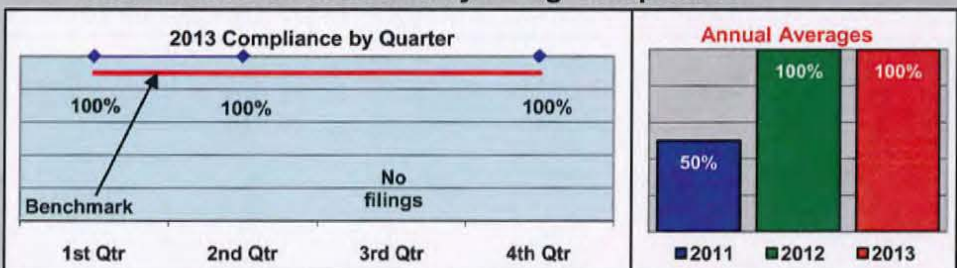 2013 Compliance by Quarter
100%
100%
100%
No
filings
Benchmark
1st Qtr
2nd Qtr
3rd Qtr
4th Qtr
Annual Averages
50%
100%
100%
2011
2012
2013